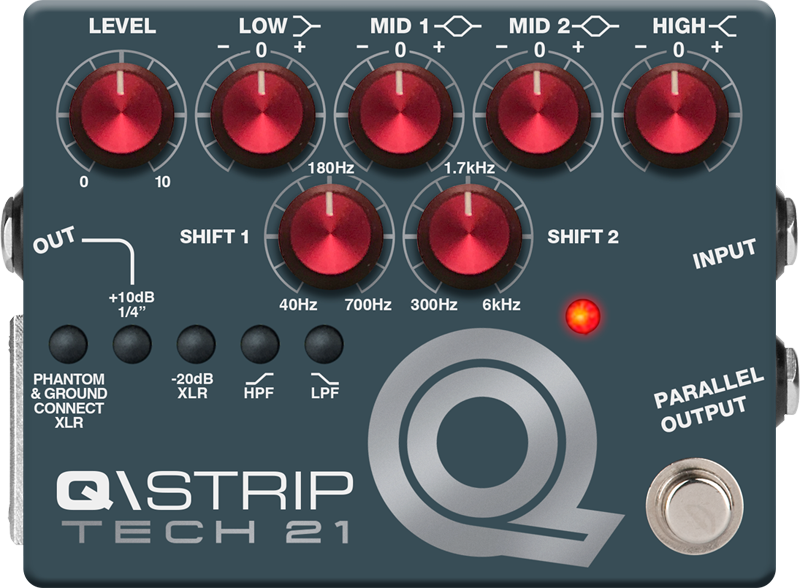 LEVEL LOW MID 1 MID 2 HIGH
– 0 + – 0 + – 0 + – 0 +
0 10
180Hz 1.7kHz
SHIFT 1 SHIFT 2
40Hz 700Hz 300Hz 6kHz
OUT
INPUT
+10dB
1/4”
PHANTOM
& GROUND
CONNECT
XLR
-20dB
XLR
HPF
LPF
PARALLEL
OUTPUT
Q\STRIP
TECH 21
Q